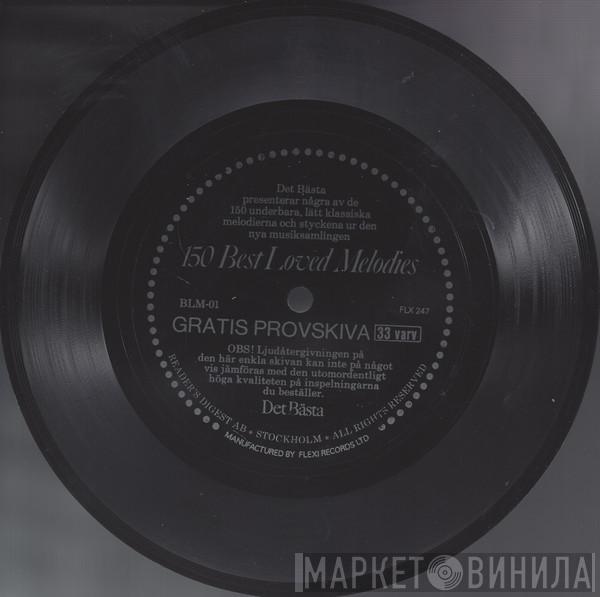 Det Bästa
presenterar några av de
150 underbara, lätt klassiska
melodierna och styckena ur den
nya musiksamlingen
150 Best Loved Melodies
BLM-01
FLX 247
GRATIS PROVSKIVA 33 varv
OBS! Ljudåtergivningen på
den här enkla skivan kan inte på något
vis jämföras med den utomordentligt
höga kvaliteten på inspelningarna
du beställer.
Det Bästa
READER'S DIGEST AB • STOCKHOLM • ALL RIGHTS RESERVED
MANUFACTURED BY FLEXI RECORDS LTD
МАРКЕТ ВИНИЛА